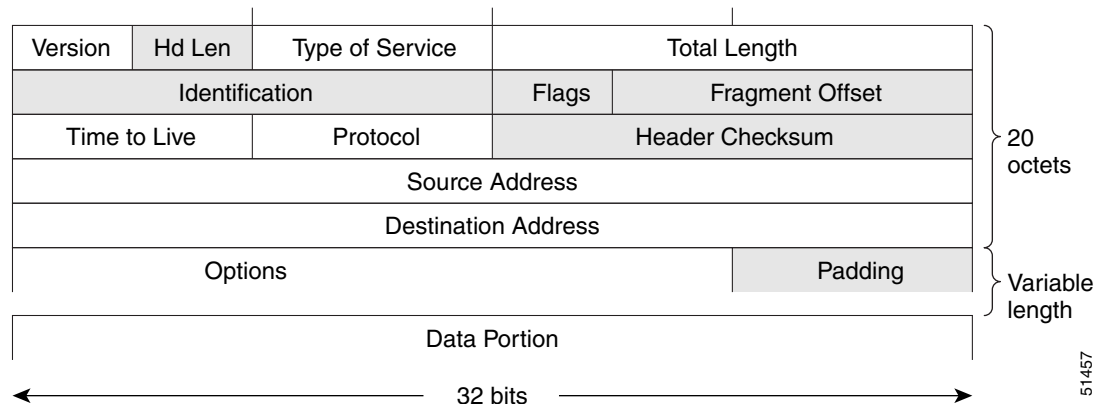 Version Hd Len Type of Service Total Length
Identification Flags Fragment Offset
Time to Live Protocol Header Checksum
20
octets
Source Address
Destination Address
Options Padding
Variable
length
Data Portion
32 bits
51457